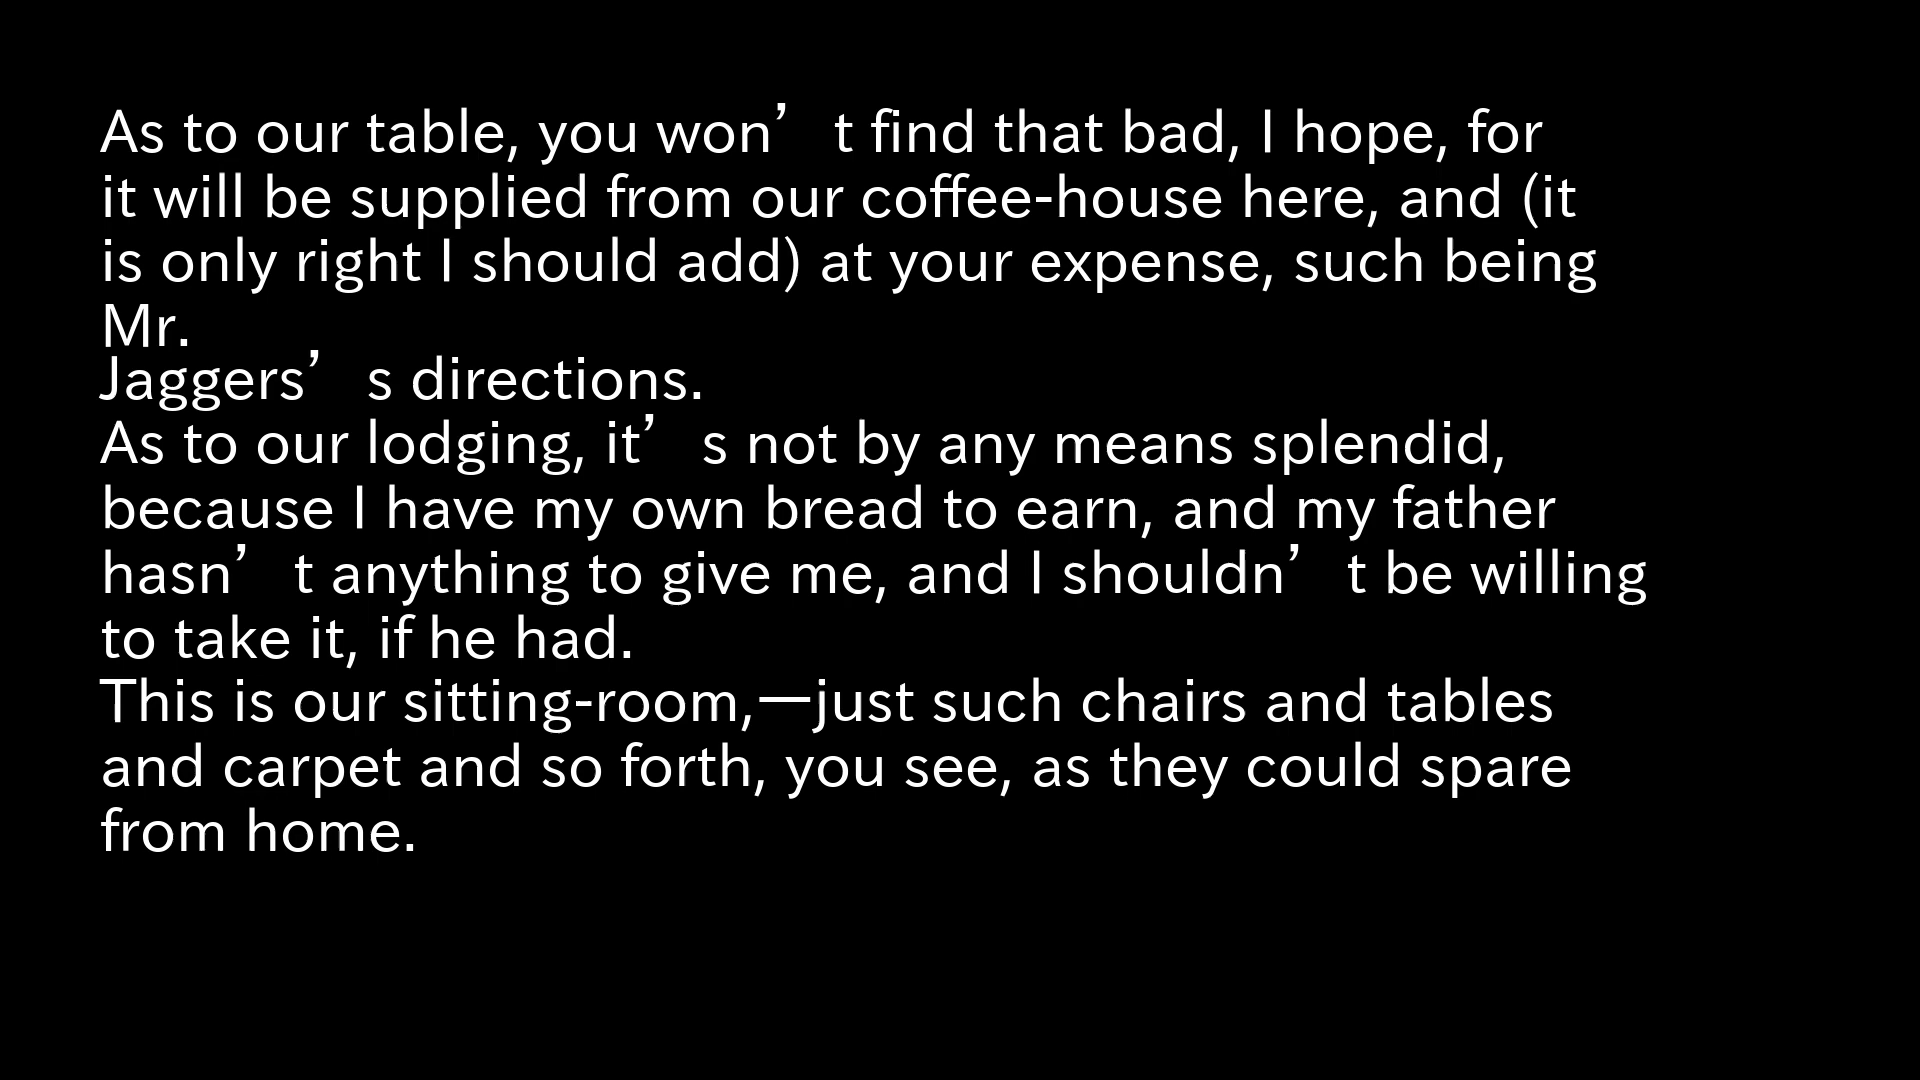 As to our table, you won’t find that bad, I hope, for
it will be supplied from our coffee-house here, and (it
is only right I should add) at your expense, such being
Mr.
Jaggers’s directions.
As to our lodging, it’s not by any means splendid,
because I have my own bread to earn, and my father
hasn’t anything to give me, and I shouldn’t be willing
to take it, if he had.
This is our sitting-room,—just such chairs and tables
and carpet and so forth, you see, as they could spare
from home.